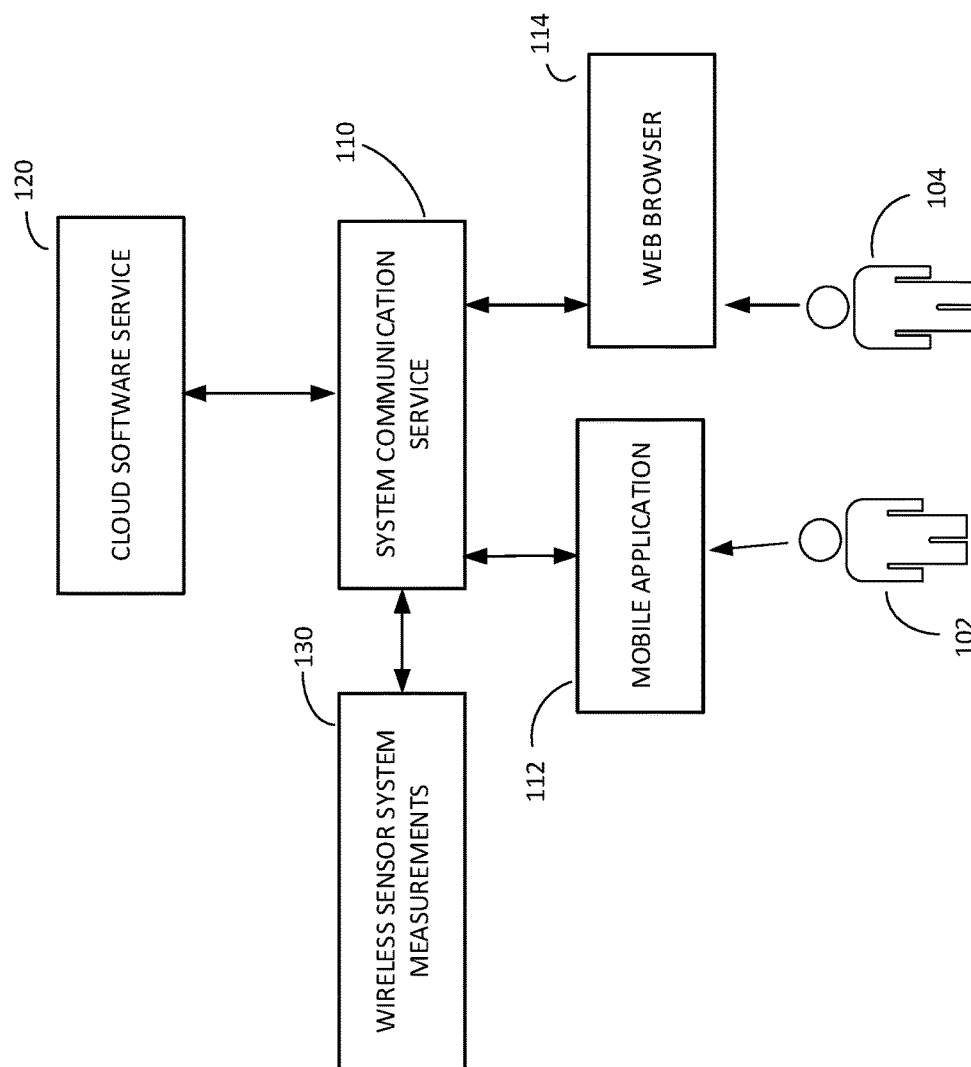 120
CLOUD SOFTWARE SERVICE
110
SYSTEM COMMUNICATION
SERVICE
114
WEB BROWSER
104
130
WIRELESS SENSOR SYSTEM
MEASUREMENTS
112
MOBILE APPLICATION
102